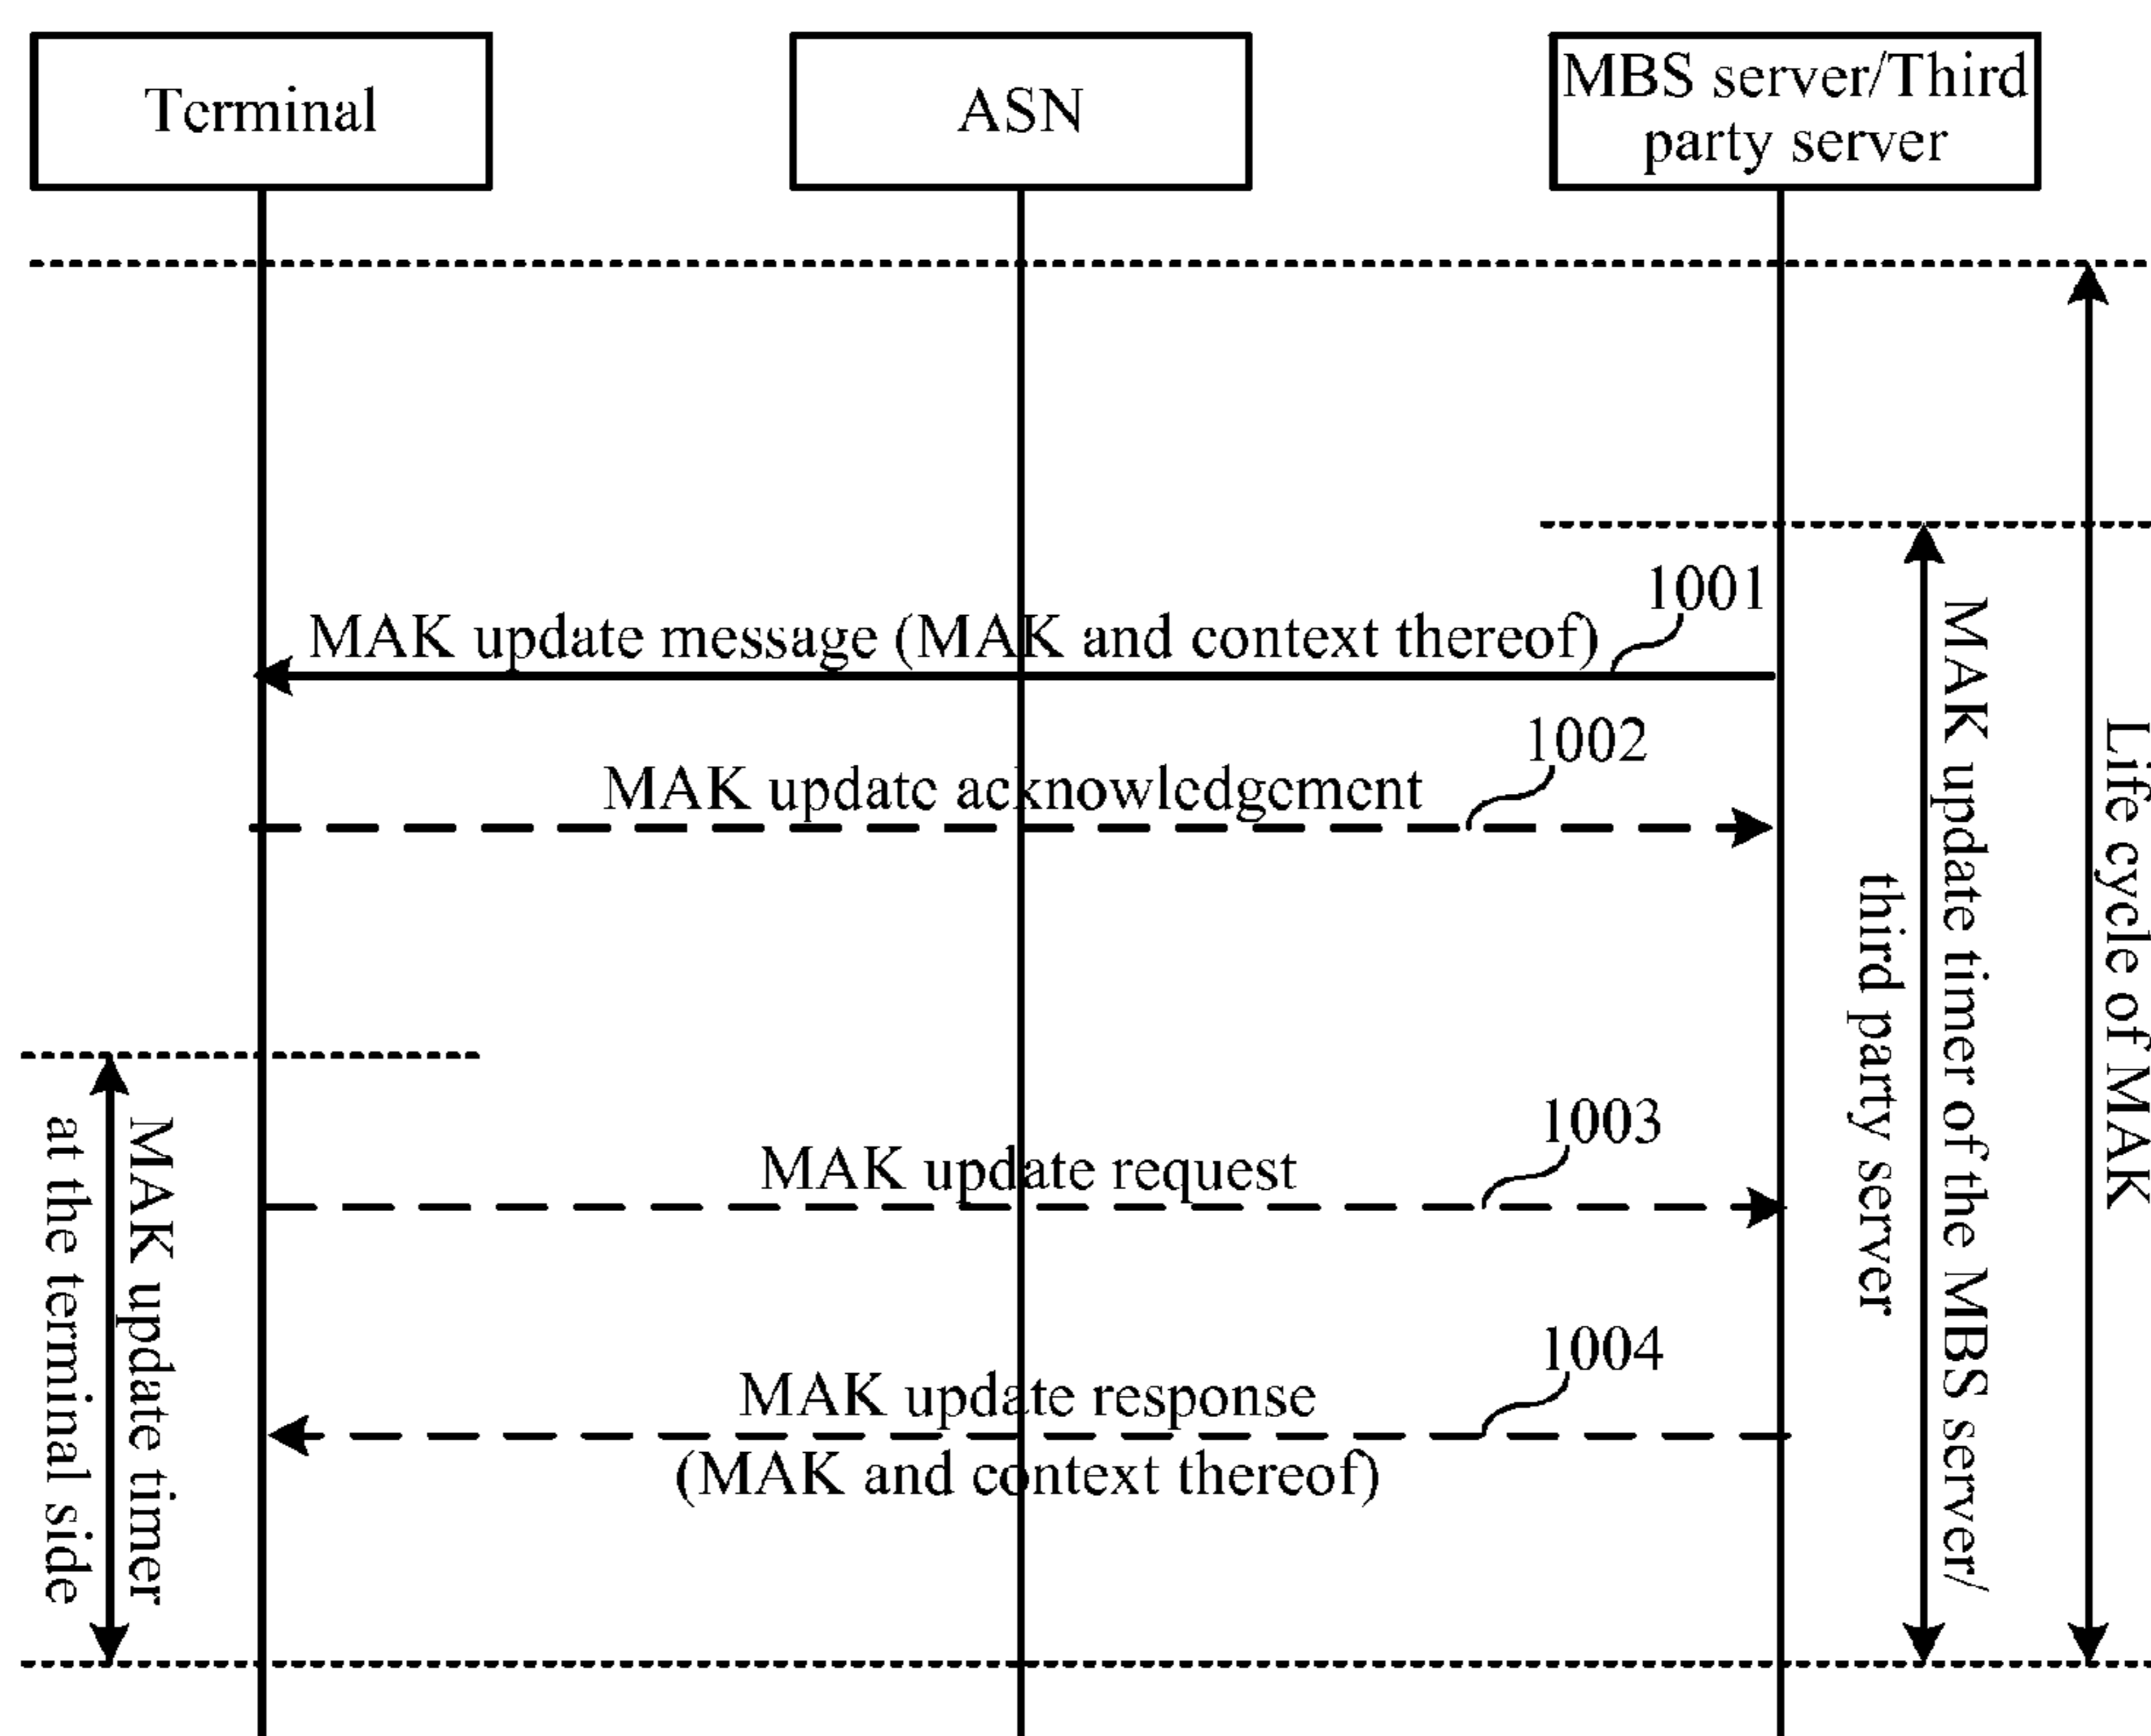 Terminal
ASN
MBS server/Third
party server
1001
MAK update message (MAK and context thereof)
1002
MAK update acknowledgement
1003
MAK update request
1004
MAK update response
(MAK and context thereof)
MAK update timer
at the terminal side
MAK update timer of the MBS server/
third party server
Life cycle of MAK